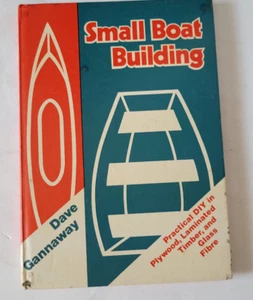 Small Boat
Building
Dave
Gannaway
Practical DIY in
Plywood, Laminated
Timber, and
Glass
Fibre